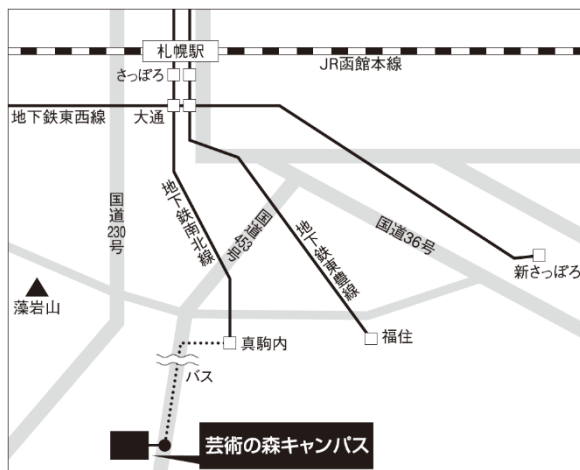 札幌駅
JR函館本線
さっぽろ
地下鉄東西線
大通
国道230号
地下鉄南北線
国道453号
地下鉄東豊線
国道36号
新さっぽろ
藻岩山
真駒内
福住
バス
芸術の森キャンパス